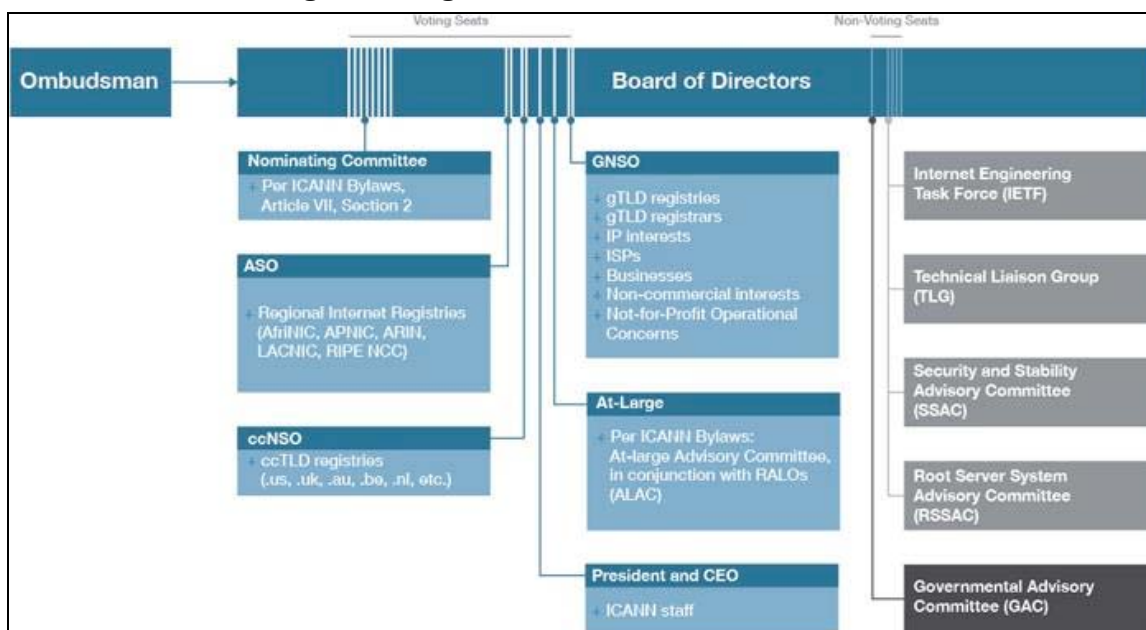 Voting Seats
Non-Voting Seats
Ombudsman
Board of Directors
Nominating Committee
+ Per ICANN Bylaws,
Article VII, Section 2
ASO
+ Regional Internet Registries
(AfriNIC, APNIC, ARIN,
LACNIC, RIPE NCC)
ccNSO
+ ccTLD registries
(.us, .uk, .au, .be, .nl, etc.)
GNSO
+ gTLD registries
+ gTLD registrars
+ IP interests
+ ISPs
+ Businesses
+ Non-commercial interests
+ Not-for-Profit Operational
Concerns
At-Large
+ Per ICANN Bylaws:
At-large Advisory Committee,
in conjunction with RALOs
(ALAC)
President and CEO
+ ICANN staff
Internet Engineering
Task Force (IETF)
Technical Liaison Group
(TLG)
Security and Stability
Advisory Committee
(SSAC)
Root Server System
Advisory Committee
(RSSAC)
Governmental Advisory
Committee (GAC)